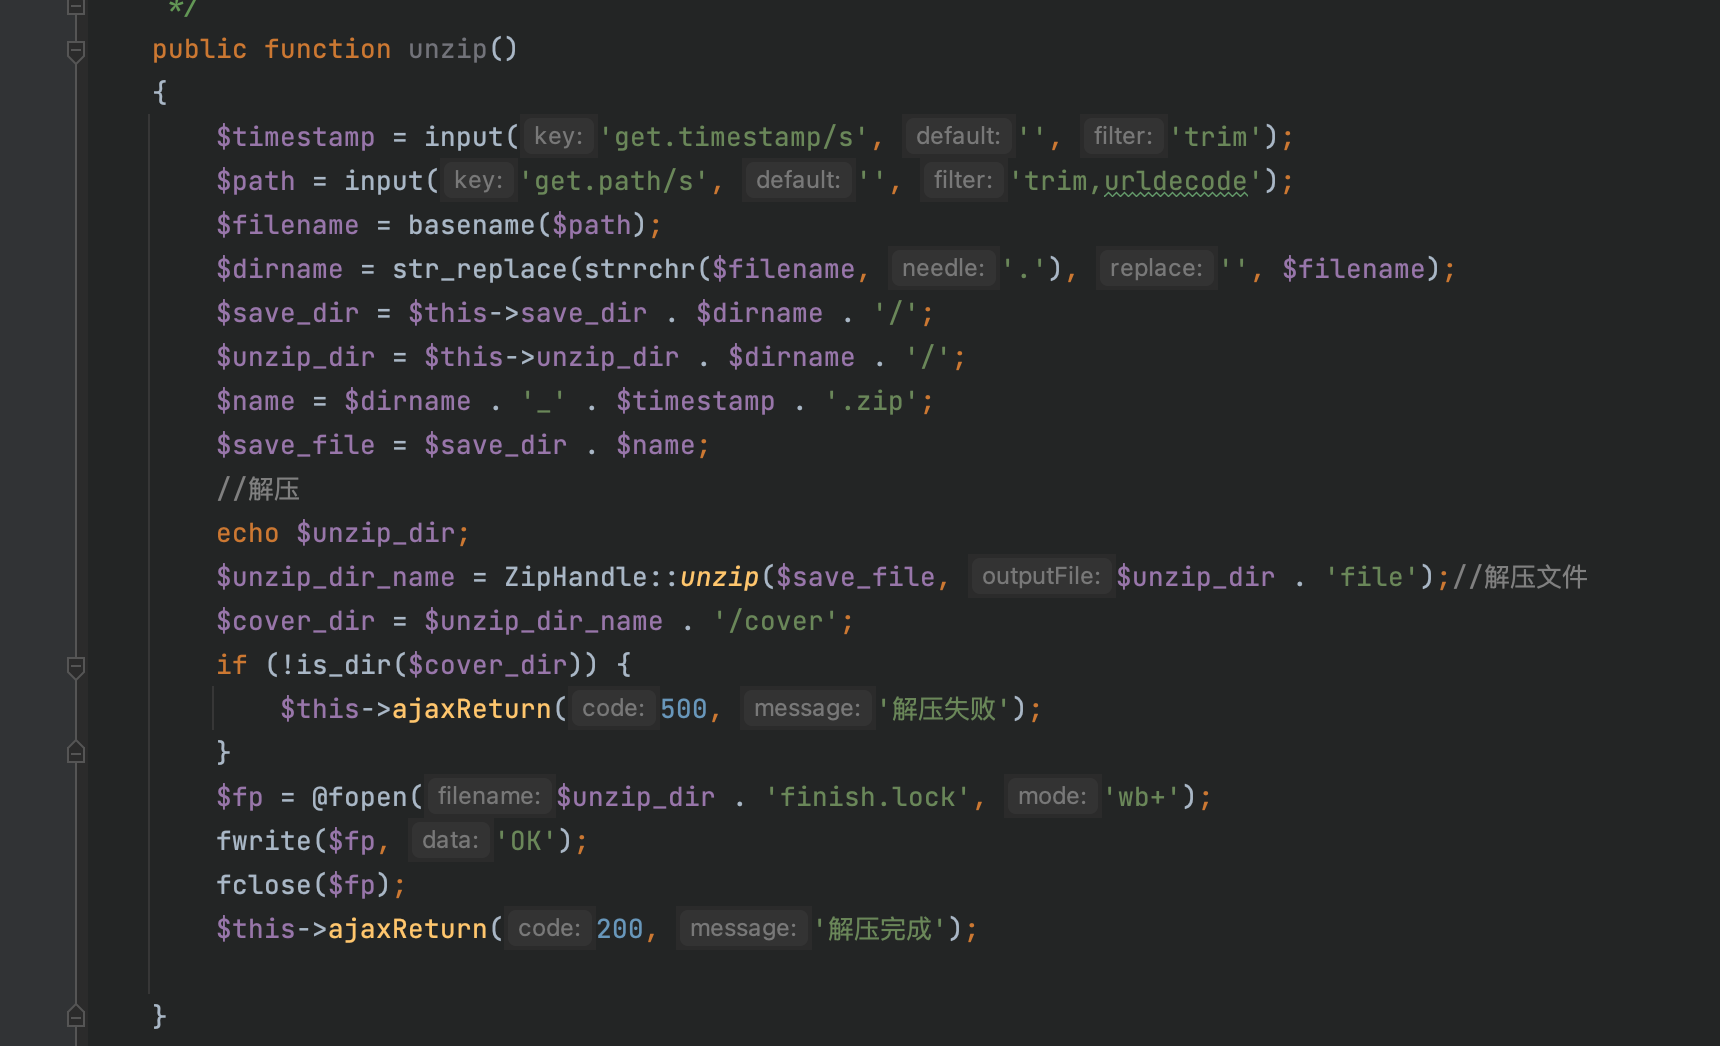 */
public function unzip()
{
$timestamp = input( key: 'get.timestamp/s', default: '', filter: 'trim');
$path = input( key: 'get.path/s', default: '', filter: 'trim,urldecode');
$filename = basename($path);
$dirname = str_replace(strrchr($filename, needle: '.'), replace: '', $filename);
$save_dir = $this->save_dir . $dirname . '/';
$unzip_dir = $this->unzip_dir . $dirname . '/';
$name = $dirname . '_' . $timestamp . '.zip';
$save_file = $save_dir . $name;
//解压
echo $unzip_dir;
$unzip_dir_name = ZipHandle::unzip($save_file, outputFile: $unzip_dir . 'file');//解压文件
$cover_dir = $unzip_dir_name . '/cover';
if (!is_dir($cover_dir)) {
$this->ajaxReturn( code: 500, message: '解压失败');
}
$fp = @fopen( filename: $unzip_dir . 'finish.lock', mode: 'wb+');
fwrite($fp, data: 'OK');
fclose($fp);
$this->ajaxReturn( code: 200, message: '解压完成');
}